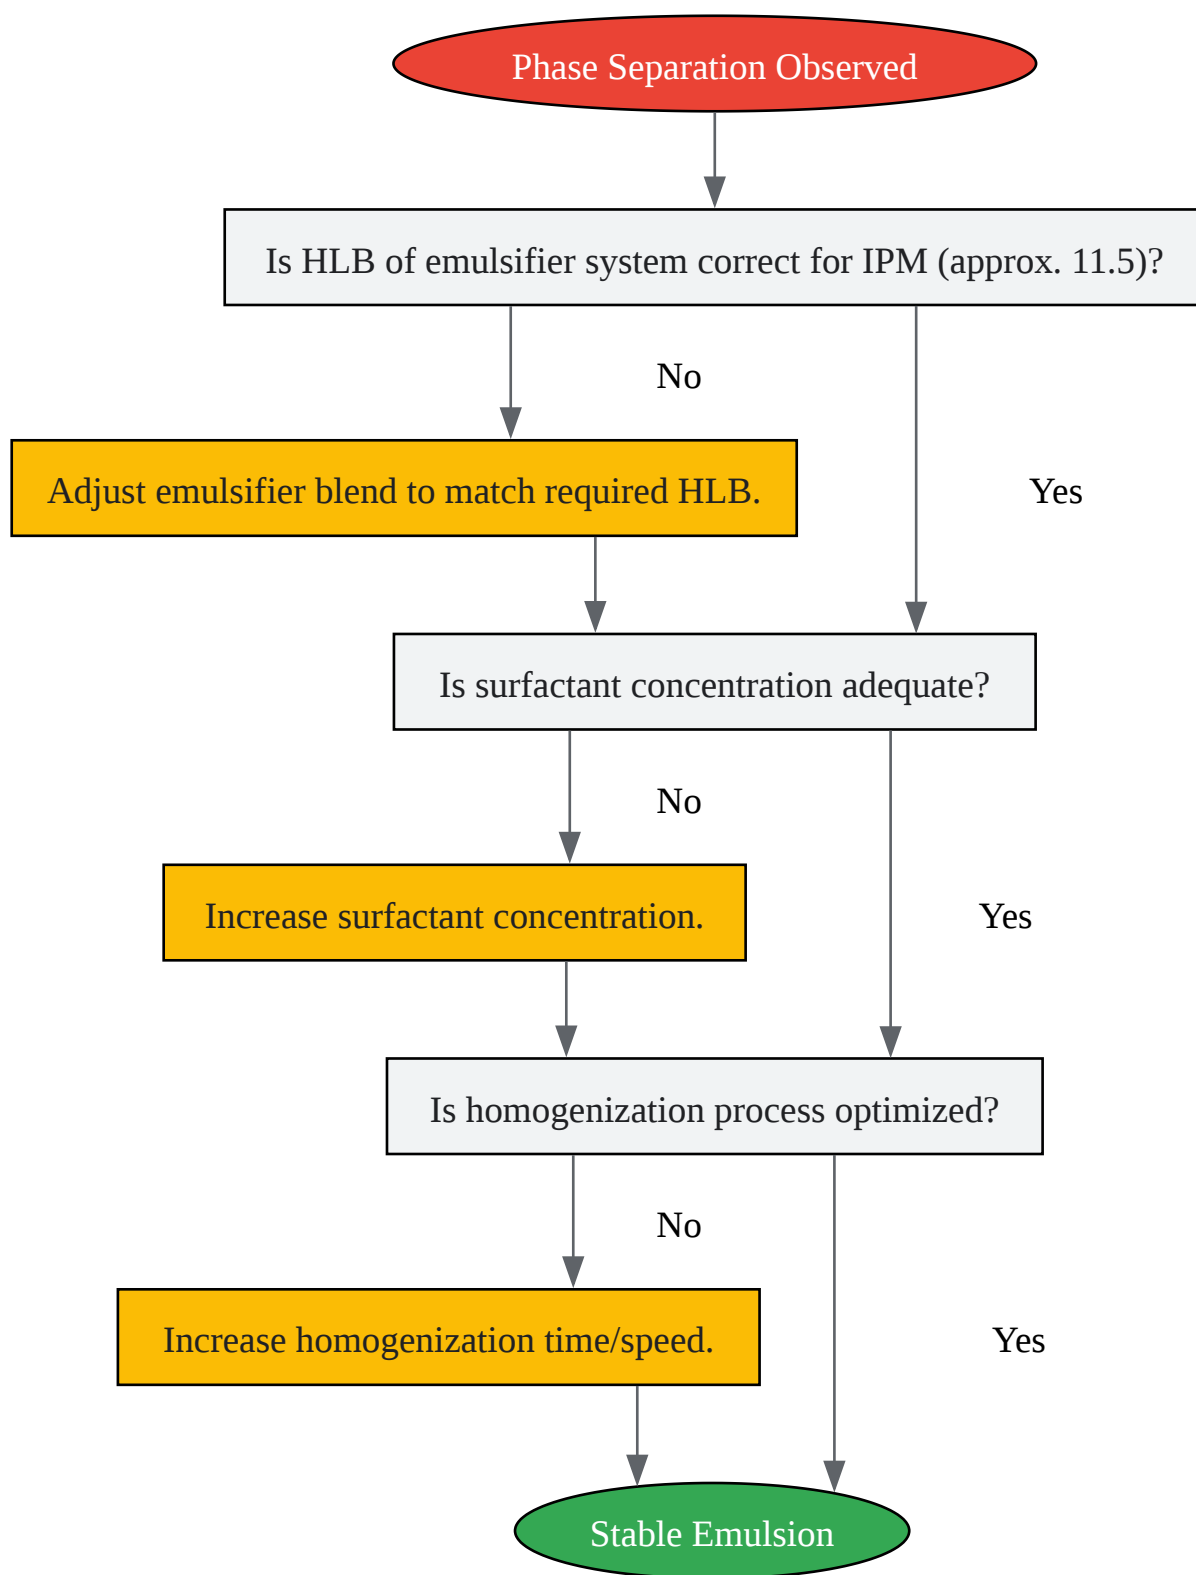 Phase Separation Observed
Is HLB of emulsifier system correct for IPM (approx. 11.5)?
No
Adjust emulsifier blend to match required HLB.
Yes
Is surfactant concentration adequate?
No
Increase surfactant concentration.
Yes
Is homogenization process optimized?
No
Increase homogenization time/speed.
Yes
Stable Emulsion